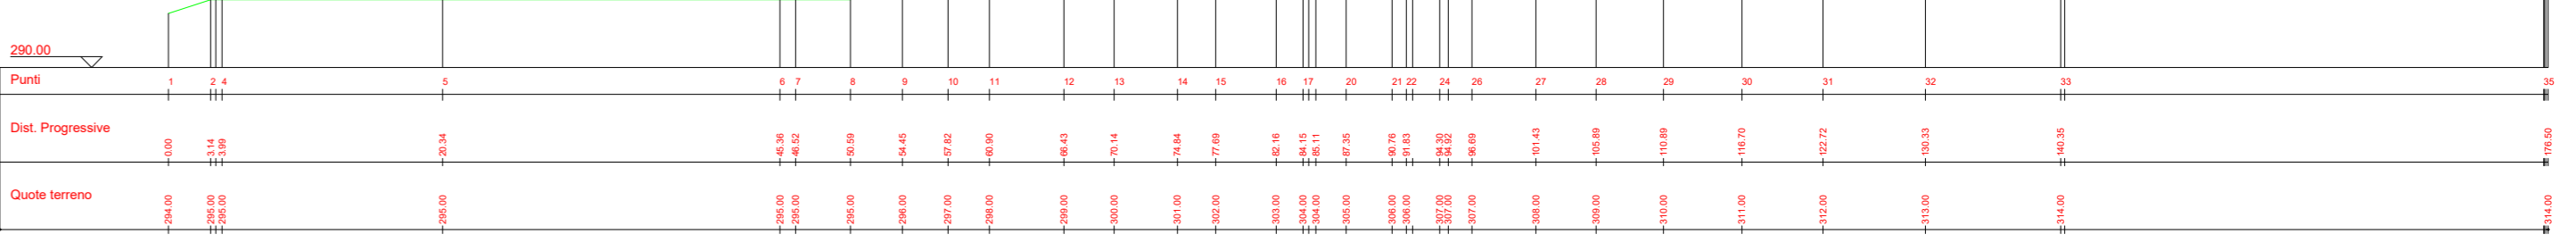 290.00
Punti 1 2 4 5 6 7 8 9 10 11 12 13 14 15 16 17 20 21 22 24 26 27 28 29 30 31 32 33 35
Dist. Progressive 0.00 3.14 3.99 20.34 45.36 46.52 50.59 54.45 57.82 60.90 66.43 70.14 74.84 77.69 82.16 84.15 85.11 87.35 90.76 91.83 94.30 94.92 96.69 101.43 105.89 110.89 116.70 122.72 130.33 140.35 176.50
Quote terreno 294.00 295.00 295.00 295.00 295.00 295.00 295.00 296.00 297.00 298.00 299.00 300.00 301.00 302.00 303.00 304.00 304.00 305.00 306.00 306.00 307.00 307.00 307.00 308.00 309.00 310.00 311.00 312.00 313.00 314.00 314.00